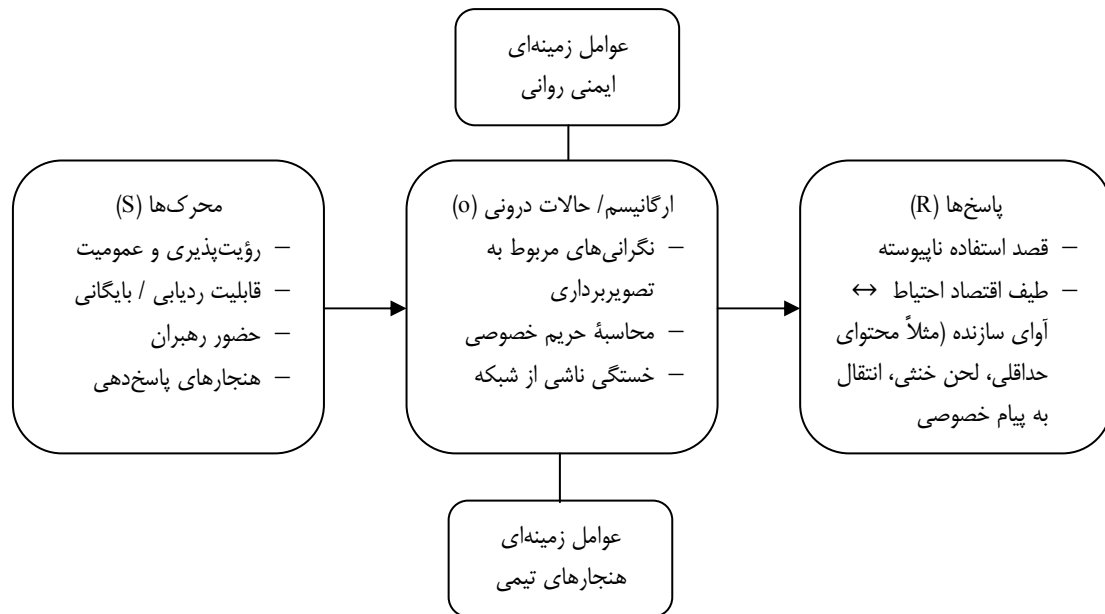 عوامل زمینه‌ای
ایمنی روانی
محرک‌ها (S)
– رؤیت‌پذیری و عمومیت
– قابلیت ردیابی / بایگانی
– حضور رهبران
– هنجارهای پاسخ‌دهی
ارگانیسم/ حالات درونی (o)
– نگرانی‌های مربوط به
تصویربرداری
– محاسبهٔ حریم خصوصی
– خستگی ناشی از شبکه
پاسخ‌ها (R)
– قصد استفاده ناپیوسته
– طیف اقتصاد احتیاط ↔
آوای سازنده (مثلاً محتوای
حداقلی، لحن خنثی، انتقال
به پیام خصوصی
عوامل زمینه‌ای
هنجارهای تیمی